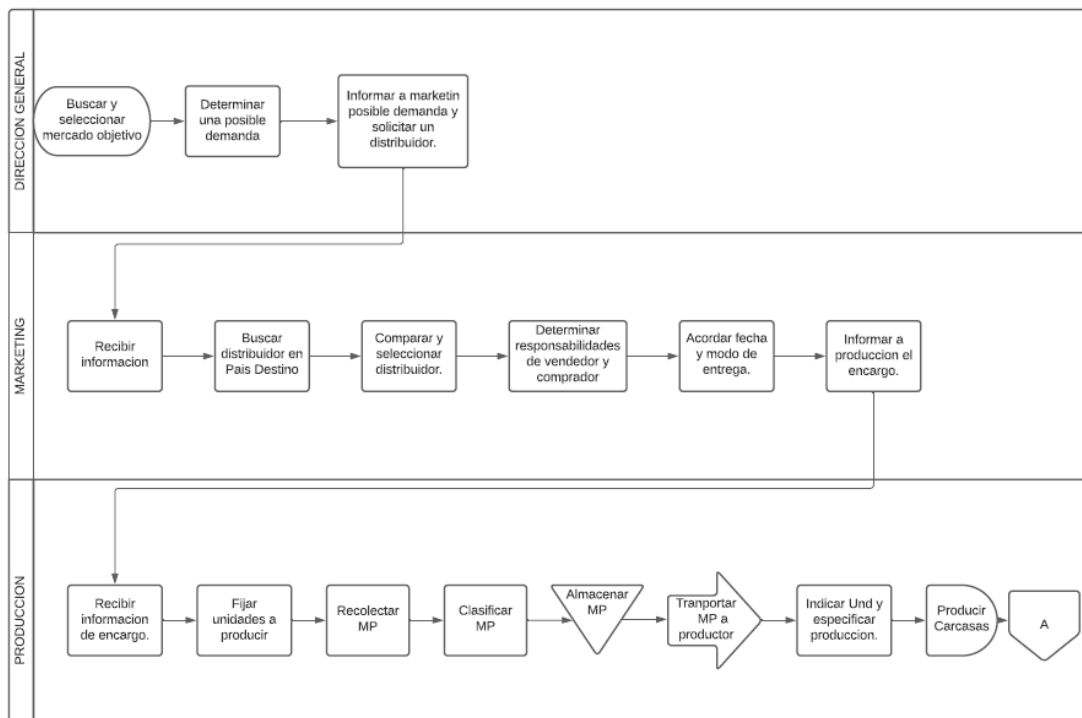 DIRECCION GENERAL
Buscar y
seleccionar
mercado objetivo
Determinar
una posible
demanda
Informar a marketin
posible demanda y
solicitar un
distribuidor.
MARKETING
Recibir
informacion
Buscar
distribuidor en
Pais Destino
Comparar y
seleccionar
distribuidor.
Determinar
responsabilidades
de vendedor y
comprador
Acordar fecha
y modo de
entrega.
Informar a
produccion el
encargo.
PRODUCCION
Recibir
informacion
de encargo.
Fijar
unidades a
producir
Recolectar
MP
Clasificar
MP
Almacenar
MP
Tranportar
MP a
productor
Indicar Und y
especificar
produccion.
Producir
Carcasas
A